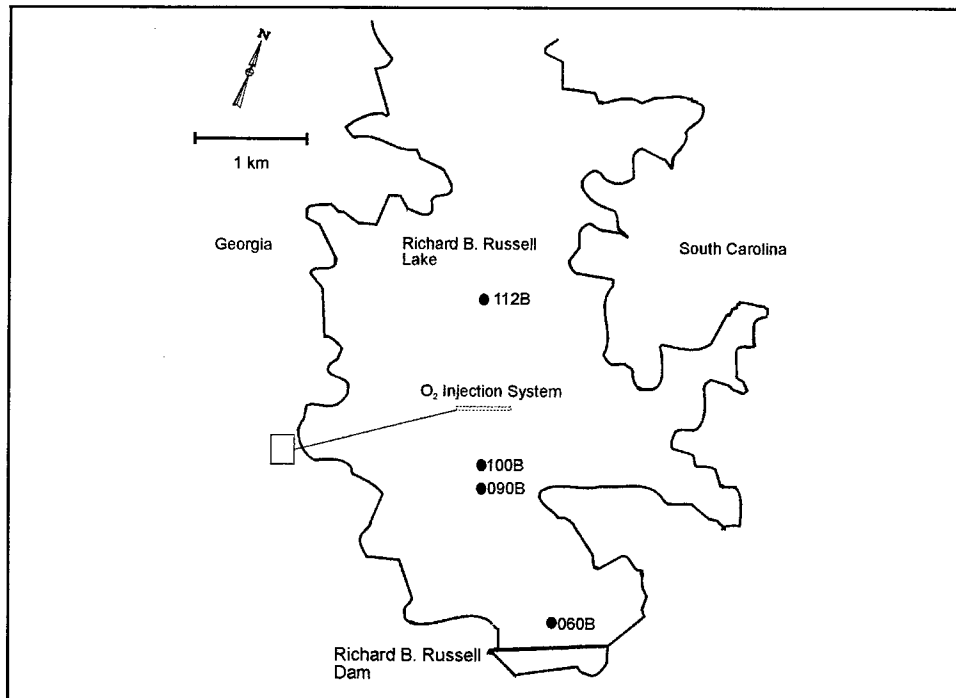 N
1 km
Georgia
Richard B. Russell
Lake
South Carolina
112B
O₂ Injection System
100B
090B
060B
Richard B. Russell
Dam